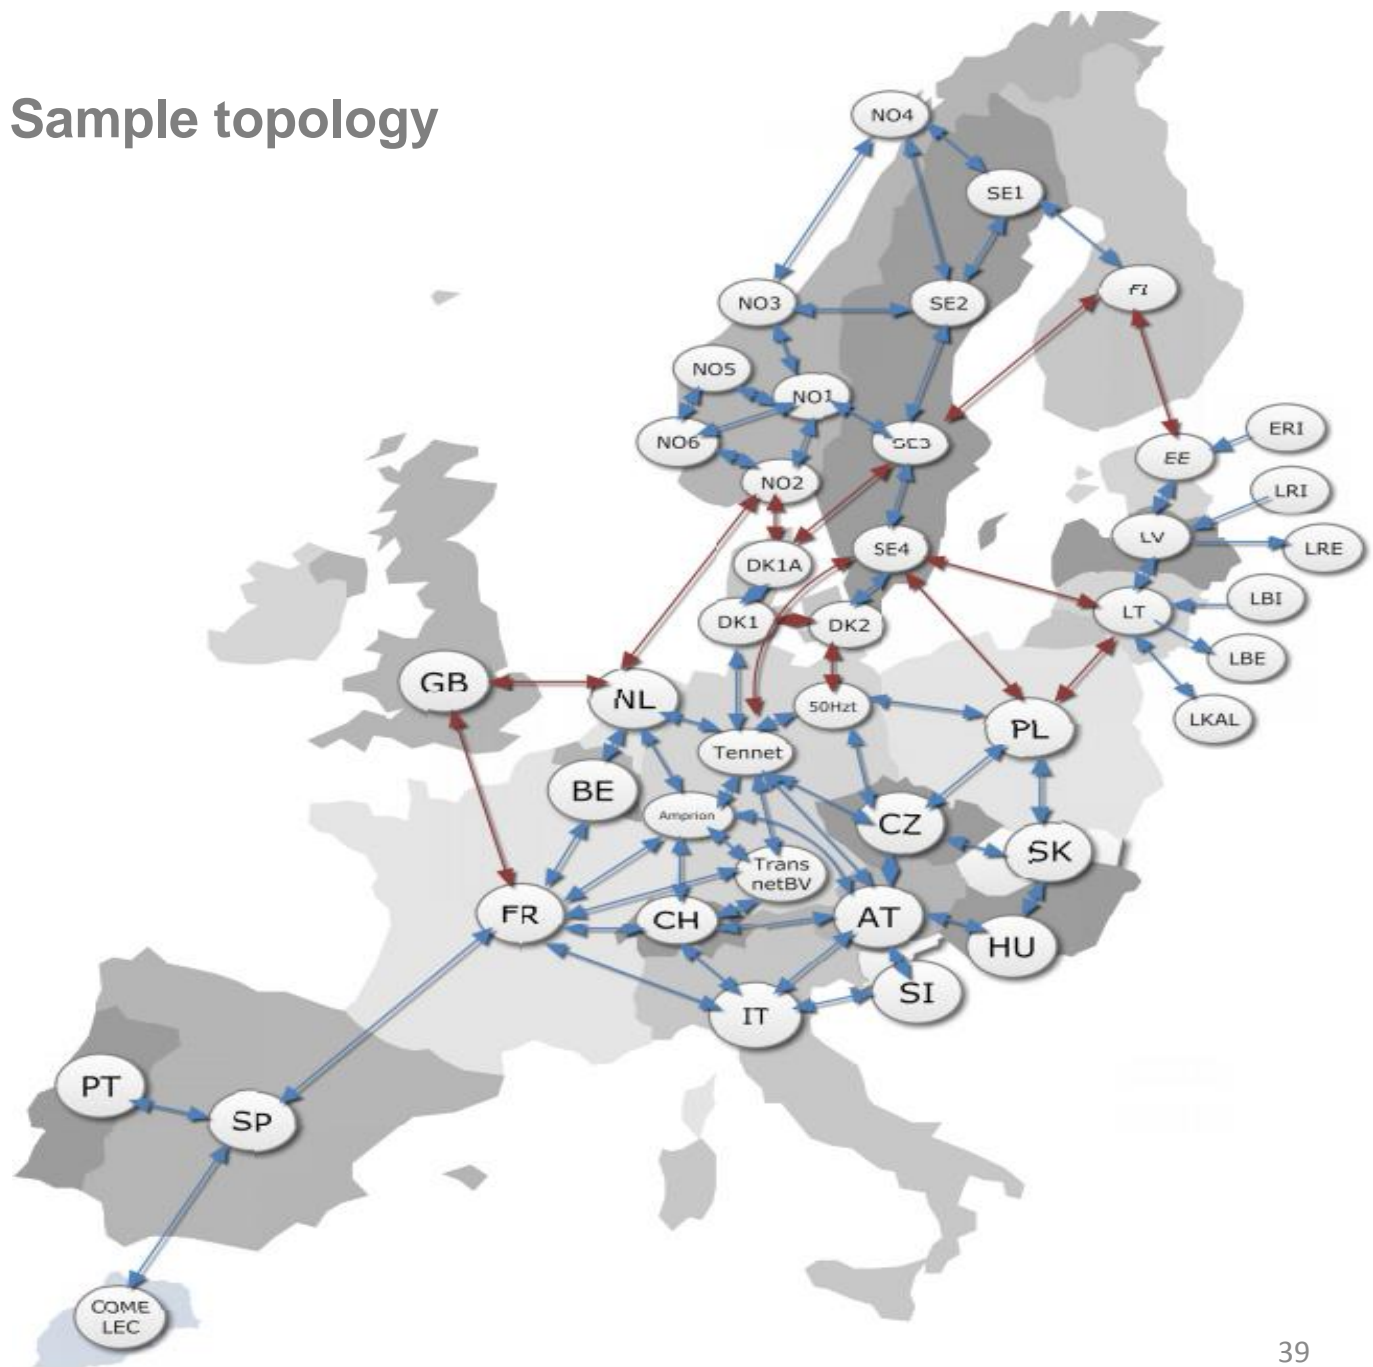 Sample topology
NO4
SE1
FI
NO3
SE2
NO5
NO1
NO6
SE3
NO2
EE
ERI
LRI
LV
LRE
DK1A
SE4
LBI
DK1
DK2
LT
LBE
GB
NL
50Hzt
PL
LKAL
Tennet
BE
Amprion
CZ
SK
Trans
netBV
FR
CH
AT
HU
SI
IT
PT
SP
COME
LEC
39